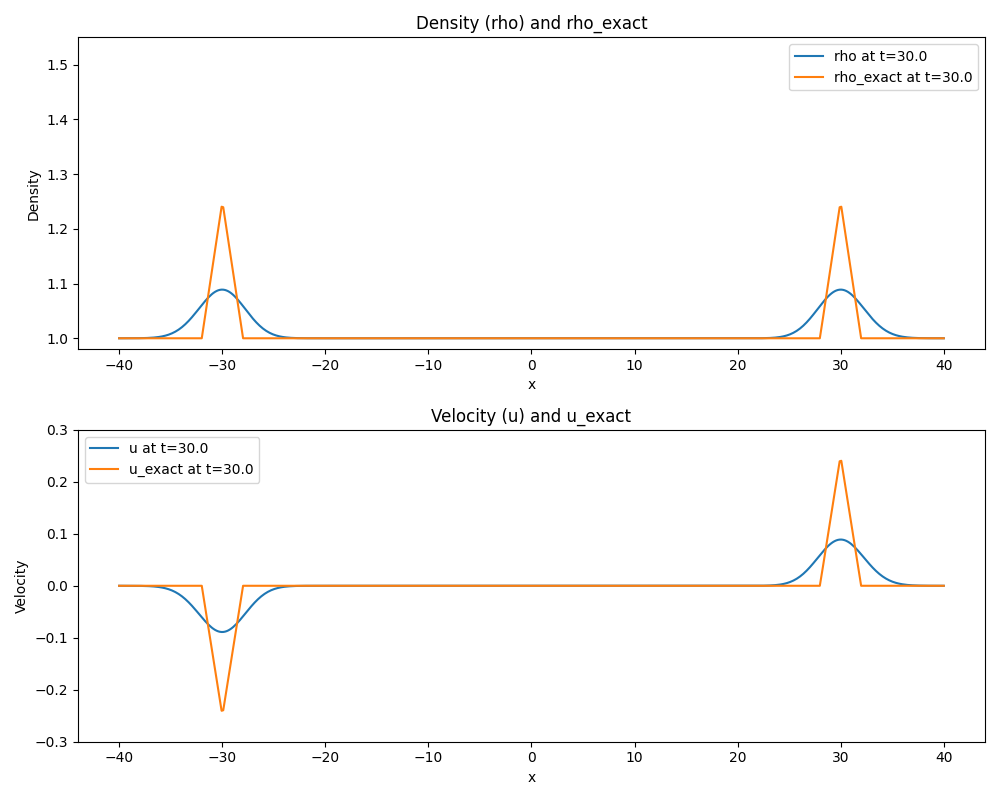 Density (rho) and rho_exact
1.5
1.4
1.3
1.2
1.1
1.0
Density
rho at t=30.0
rho_exact at t=30.0
−40 −30 −20 −10 0 10 20 30 40
x
Velocity (u) and u_exact
0.3
0.2
0.1
0.0
−0.1
−0.2
−0.3
Velocity
u at t=30.0
u_exact at t=30.0
−40 −30 −20 −10 0 10 20 30 40
x